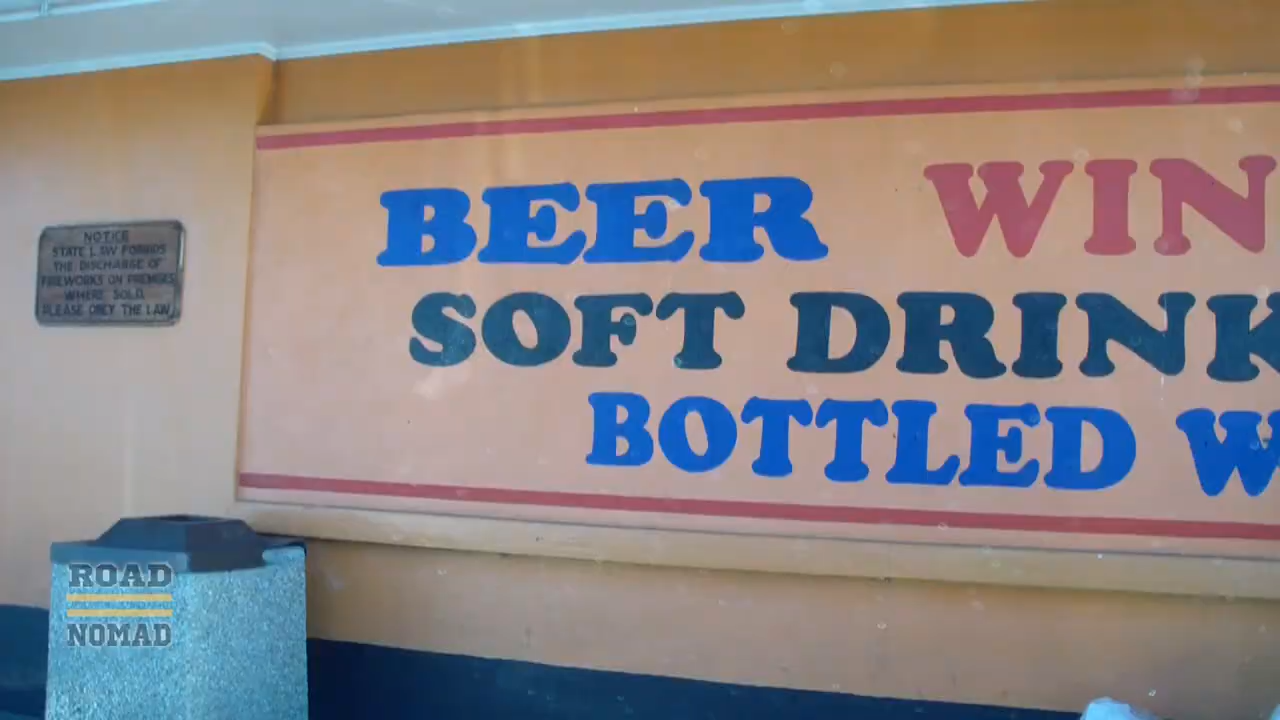 NOTICE
STATE LAW FORBIDS
THE DISCHARGE OF
FIREWORKS ON PREMISES
WHERE SOLD.
PLEASE OBEY THE LAW
BEER WIN
SOFT DRINK
BOTTLED W
ROAD
NOMAD